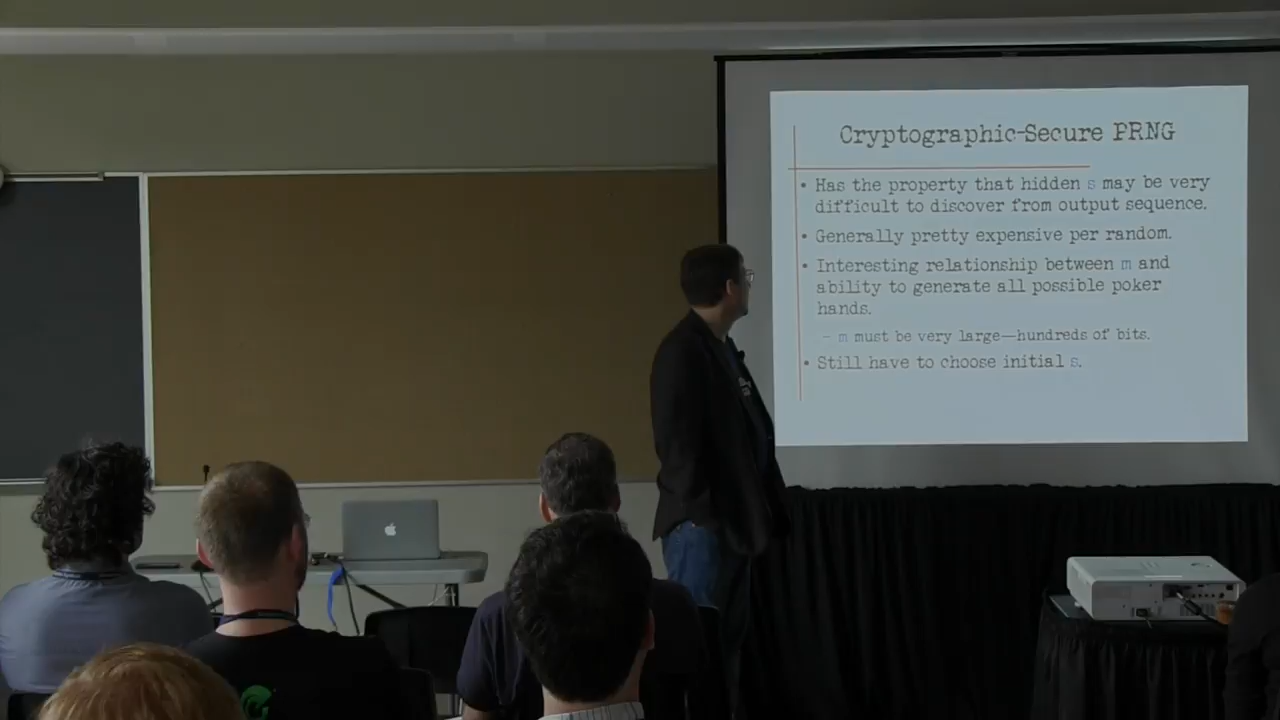 Cryptographic-Secure PRNG
• Has the property that hidden s may be very
difficult to discover from output sequence.
• Generally pretty expensive per random.
• Interesting relationship between m and
ability to generate all possible poker
hands.
– m must be very large—hundreds of bits.
• Still have to choose initial s.